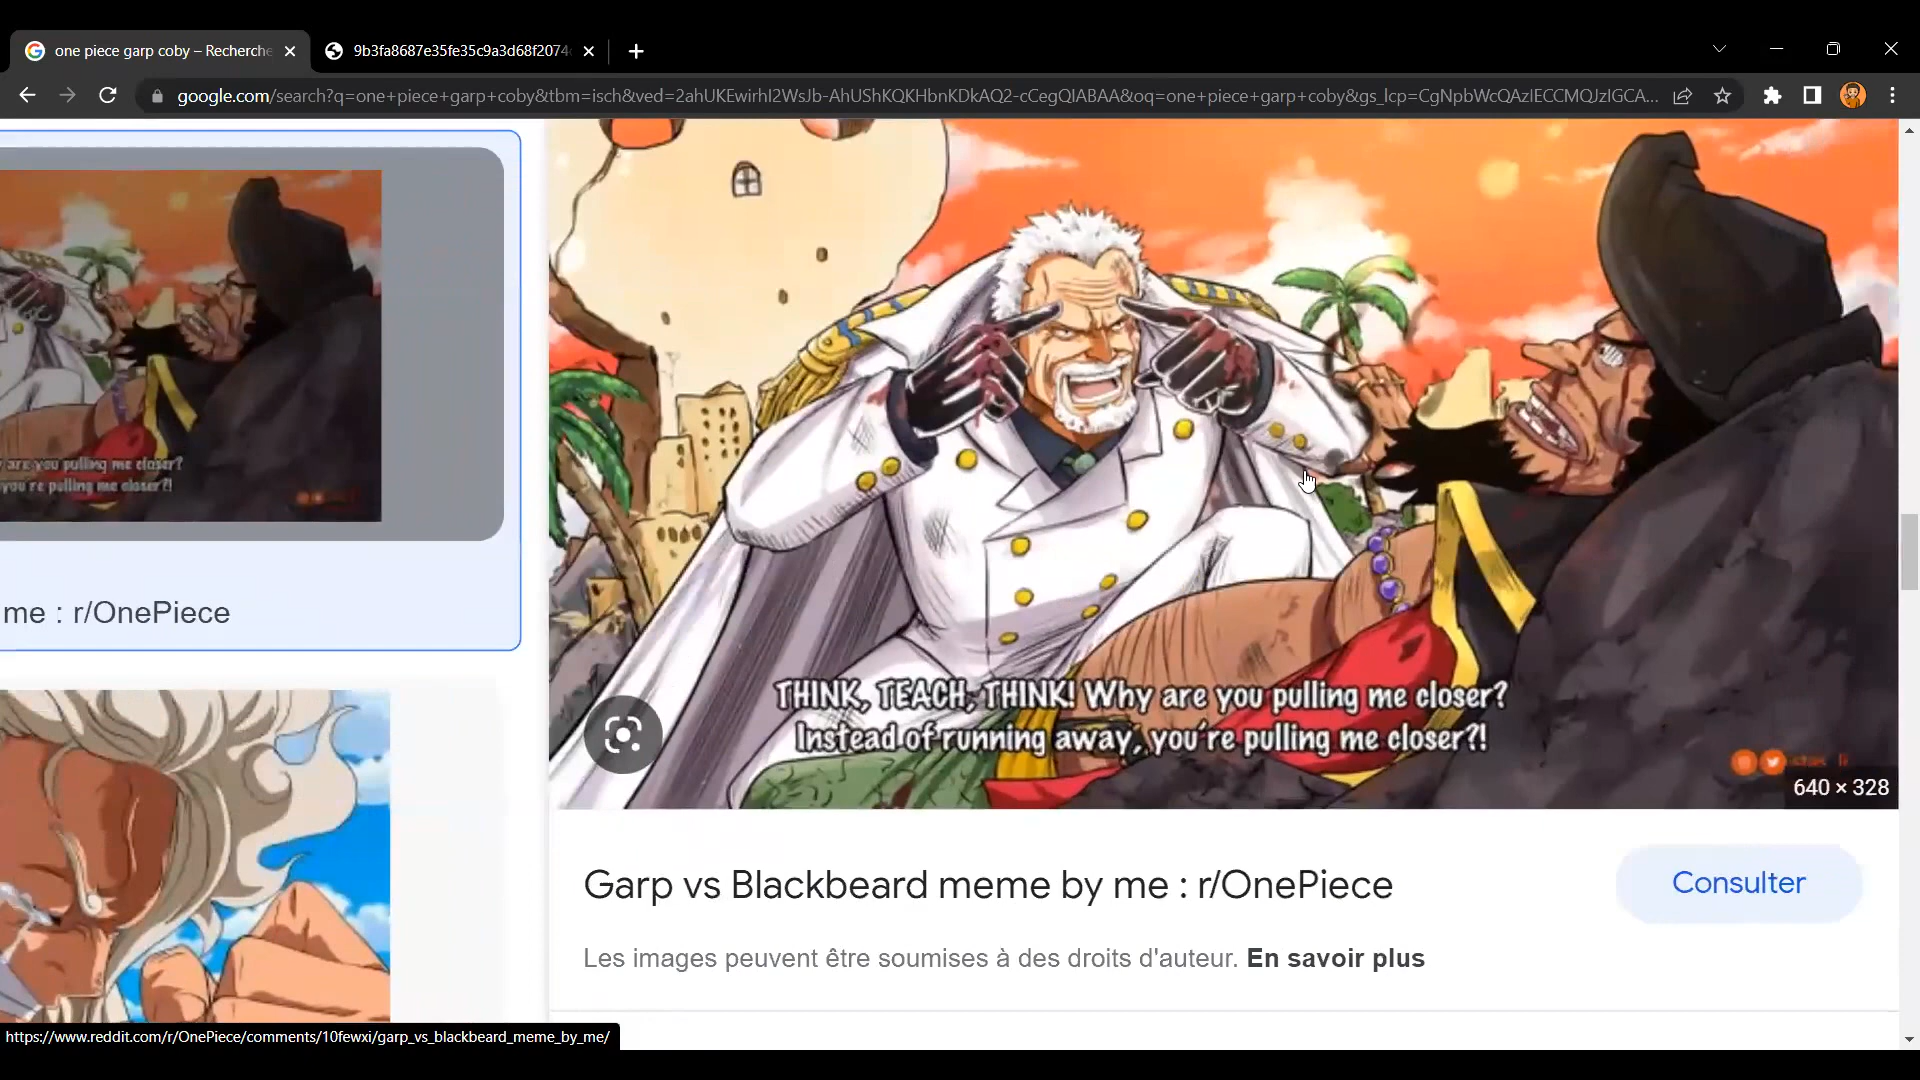 one piece garp coby – Recherche
9b3fa8687e35fe35c9a3d68f2074
google.com/search?q=one+piece+garp+coby&tbm=isch&ved=2ahUKEwirhI2WsJb-AhUShKQKHbnKDkAQ2-cCegQIABAA&oq=one+piece+garp+coby&gs_lcp=CgNpbWcQAzIECCMQJzIGCA...
are you pulling me closer?
you're pulling me closer?!
me : r/OnePiece
THINK, TEACH, THINK! Why are you pulling me closer?
Instead of running away, you're pulling me closer?!
640 × 328
Garp vs Blackbeard meme by me : r/OnePiece
Consulter
Les images peuvent être soumises à des droits d'auteur. En savoir plus
https://www.reddit.com/r/OnePiece/comments/10fewxi/garp_vs_blackbeard_meme_by_me/